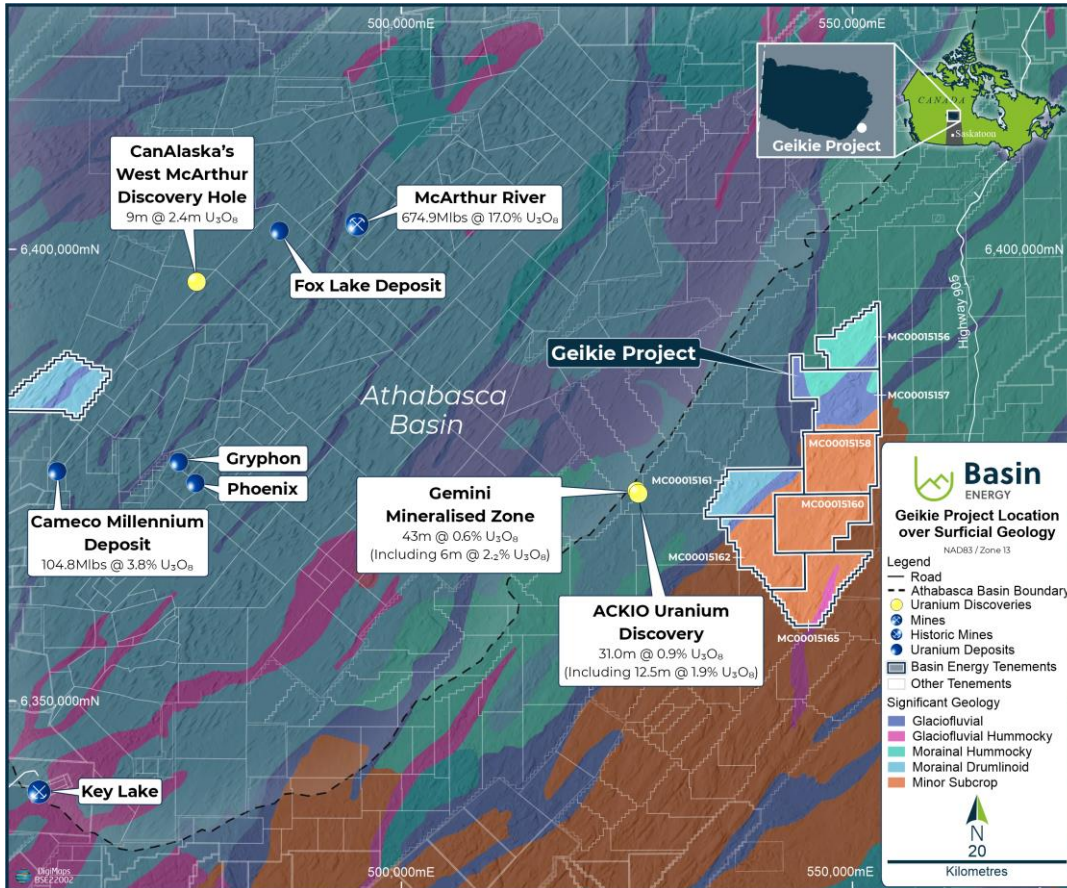 500,000mE
550,000mE
CANADA
Saskatoon
Geikie Project
CanAlaska's
West McArthur
Discovery Hole
9m @ 2.4m U₃O₈
McArthur River
674.9Mlbs @ 17.0% U₃O₈
6,400,000mN
6,400,000mN
Fox Lake Deposit
Highway 905
MC00015156
Geikie Project
MC00015157
Athabasca
Basin
MC00015158
Gryphon
Phoenix
MC00015161
MC00015160
Cameco Millennium
Deposit
104.8Mlbs @ 3.8% U₃O₈
Gemini
Mineralised Zone
43m @ 0.6% U₃O₈
(Including 6m @ 2.2% U₃O₈)
MC00015162
ACKIO Uranium
Discovery
31.0m @ 0.9% U₃O₈
(Including 12.5m @ 1.9% U₃O₈)
MC00015165
6,350,000mN
Key Lake
500,000mE
550,000mE
DigiMaps
BSE22002
Basin
ENERGY
Geikie Project Location
over Surficial Geology
NAD83 / Zone 13
Legend
Road
Athabasca Basin Boundary
Uranium Discoveries
Mines
Historic Mines
Uranium Deposits
Basin Energy Tenements
Other Tenements
Significant Geology
Glaciofluvial
Glaciofluvial Hummocky
Morainal Hummocky
Morainal Drumlinoid
Minor Subcrop
N
20
Kilometres